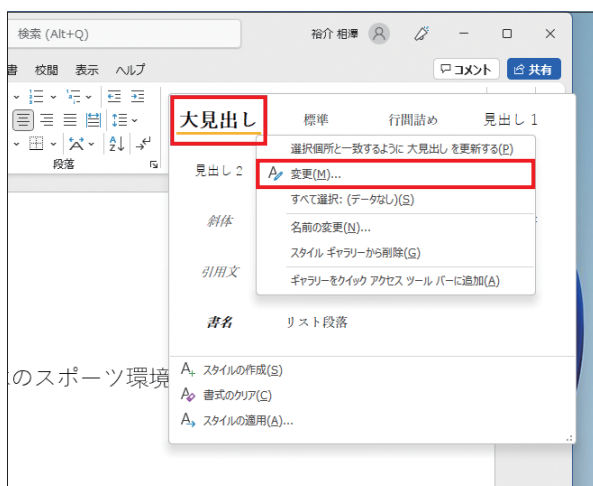 検索 (Alt+Q)
裕介 相澤
書 校閲 表示 ヘルプ
コメント
共有
段落
大見出し 標準 行間詰め 見出し 1
見出し 2
斜体
引用文
書名 リスト段落
選択個所と一致するように 大見出し を更新する(P)
変更(M)...
すべて選択: (データなし)(S)
名前の変更(N)...
スタイル ギャラリーから削除(G)
ギャラリーをクイック アクセス ツール バーに追加(A)
スタイルの作成(S)
書式のクリア(C)
スタイルの適用(A)...
のスポーツ環境